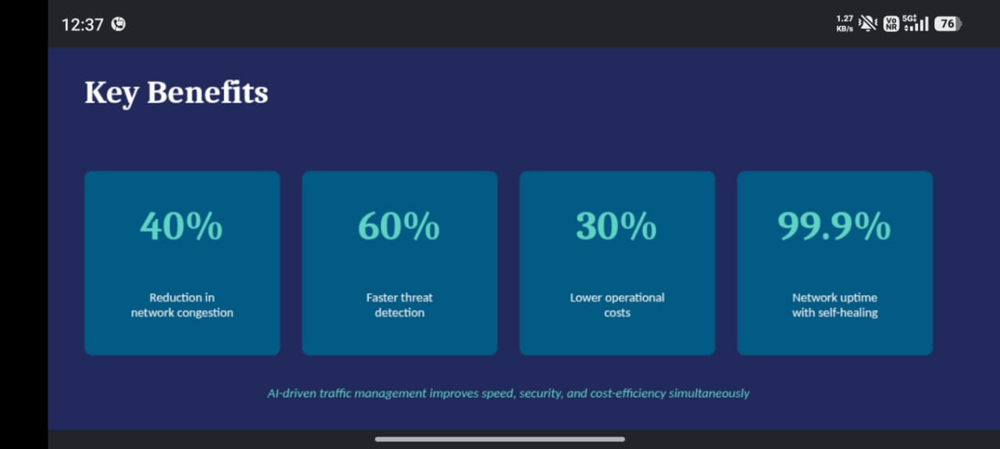 12:37
1.27
KB/s
Vo
NR
5G
76
Key Benefits
40%
Reduction in
network congestion
60%
Faster threat
detection
30%
Lower operational
costs
99.9%
Network uptime
with self-healing
AI-driven traffic management improves speed, security, and cost-efficiency simultaneously